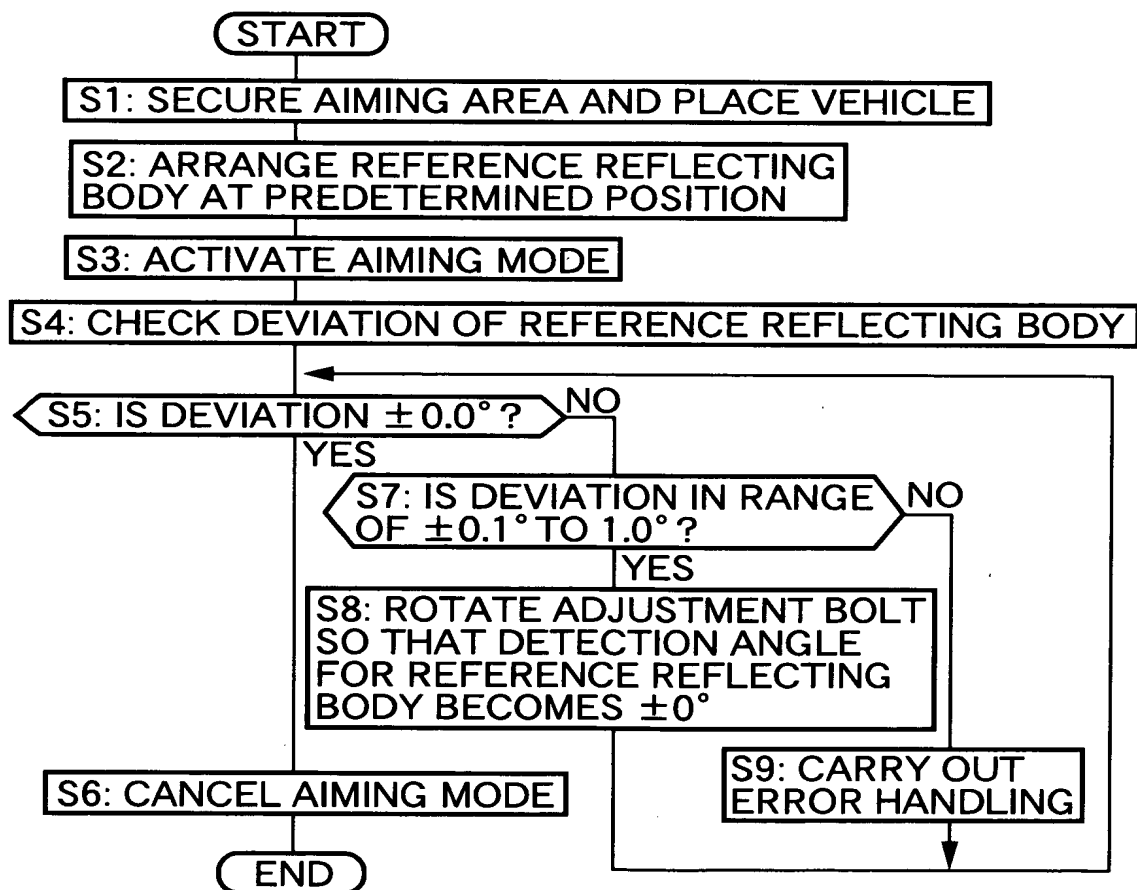 START
S1: SECURE AIMING AREA AND PLACE VEHICLE
S2: ARRANGE REFERENCE REFLECTING
BODY AT PREDETERMINED POSITION
S3: ACTIVATE AIMING MODE
S4: CHECK DEVIATION OF REFERENCE REFLECTING BODY
S5: IS DEVIATION ±0.0°?
NO
YES
S7: IS DEVIATION IN RANGE
OF ±0.1° TO 1.0°?
NO
YES
S8: ROTATE ADJUSTMENT BOLT
SO THAT DETECTION ANGLE
FOR REFERENCE REFLECTING
BODY BECOMES ±0°
S9: CARRY OUT
ERROR HANDLING
S6: CANCEL AIMING MODE
END